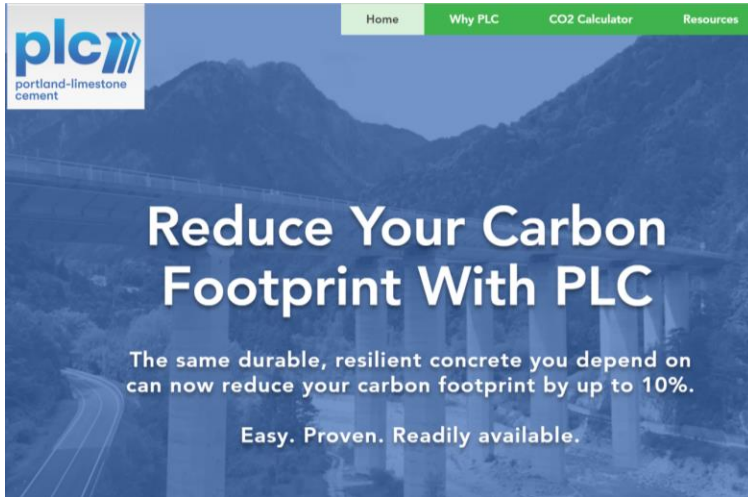 Home Why PLC CO2 Calculator Resources
plc
portland-limestone
cement
Reduce Your Carbon
Footprint With PLC
The same durable, resilient concrete you depend on
can now reduce your carbon footprint by up to 10%.
Easy. Proven. Readily available.